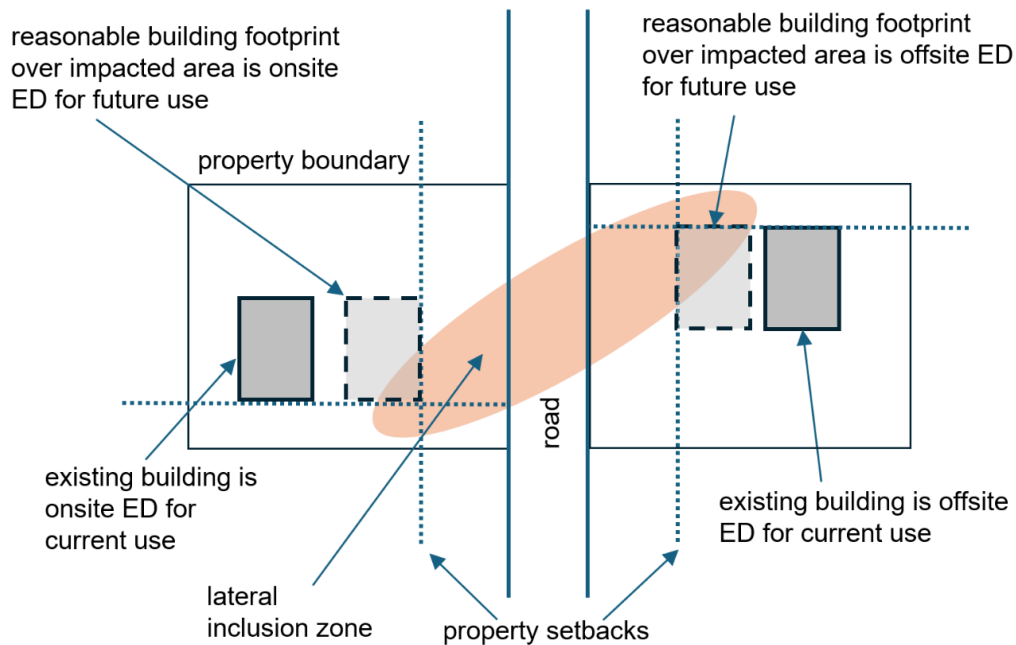 reasonable building footprint
over impacted area is onsite
ED for future use
reasonable building footprint
over impacted area is offsite ED
for future use
property boundary
road
existing building is
onsite ED for
current use
existing building is offsite
ED for current use
lateral
inclusion zone
property setbacks